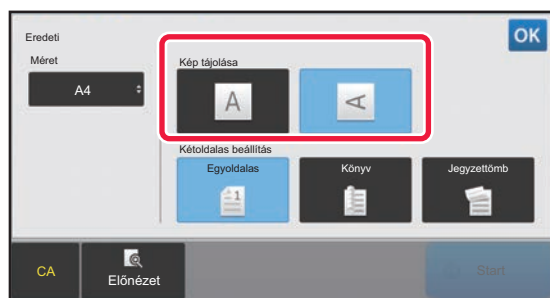 Eredeti
OK
Méret
Kép tájolása
A4
A
A
Kétoldalas beállítás
Egyoldalas
Könyv
Jegyzettömb
1
CA
Előnézet
Start